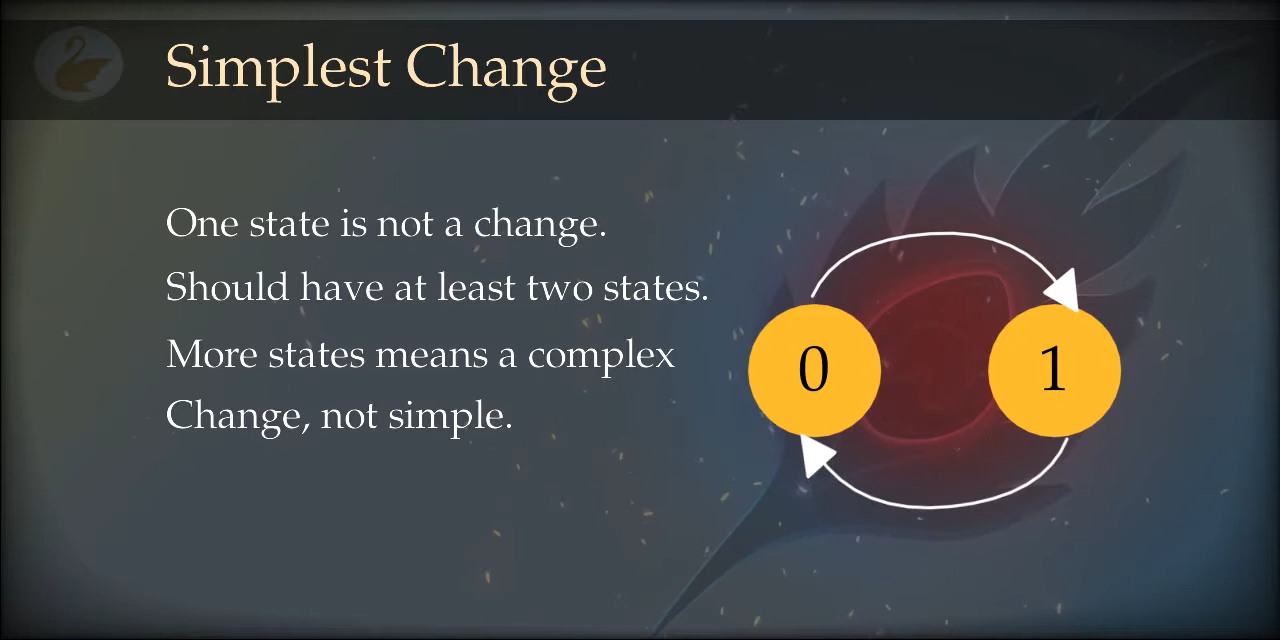 Simplest Change
One state is not a change.
Should have at least two states.
More states means a complex
Change, not simple.
0
1